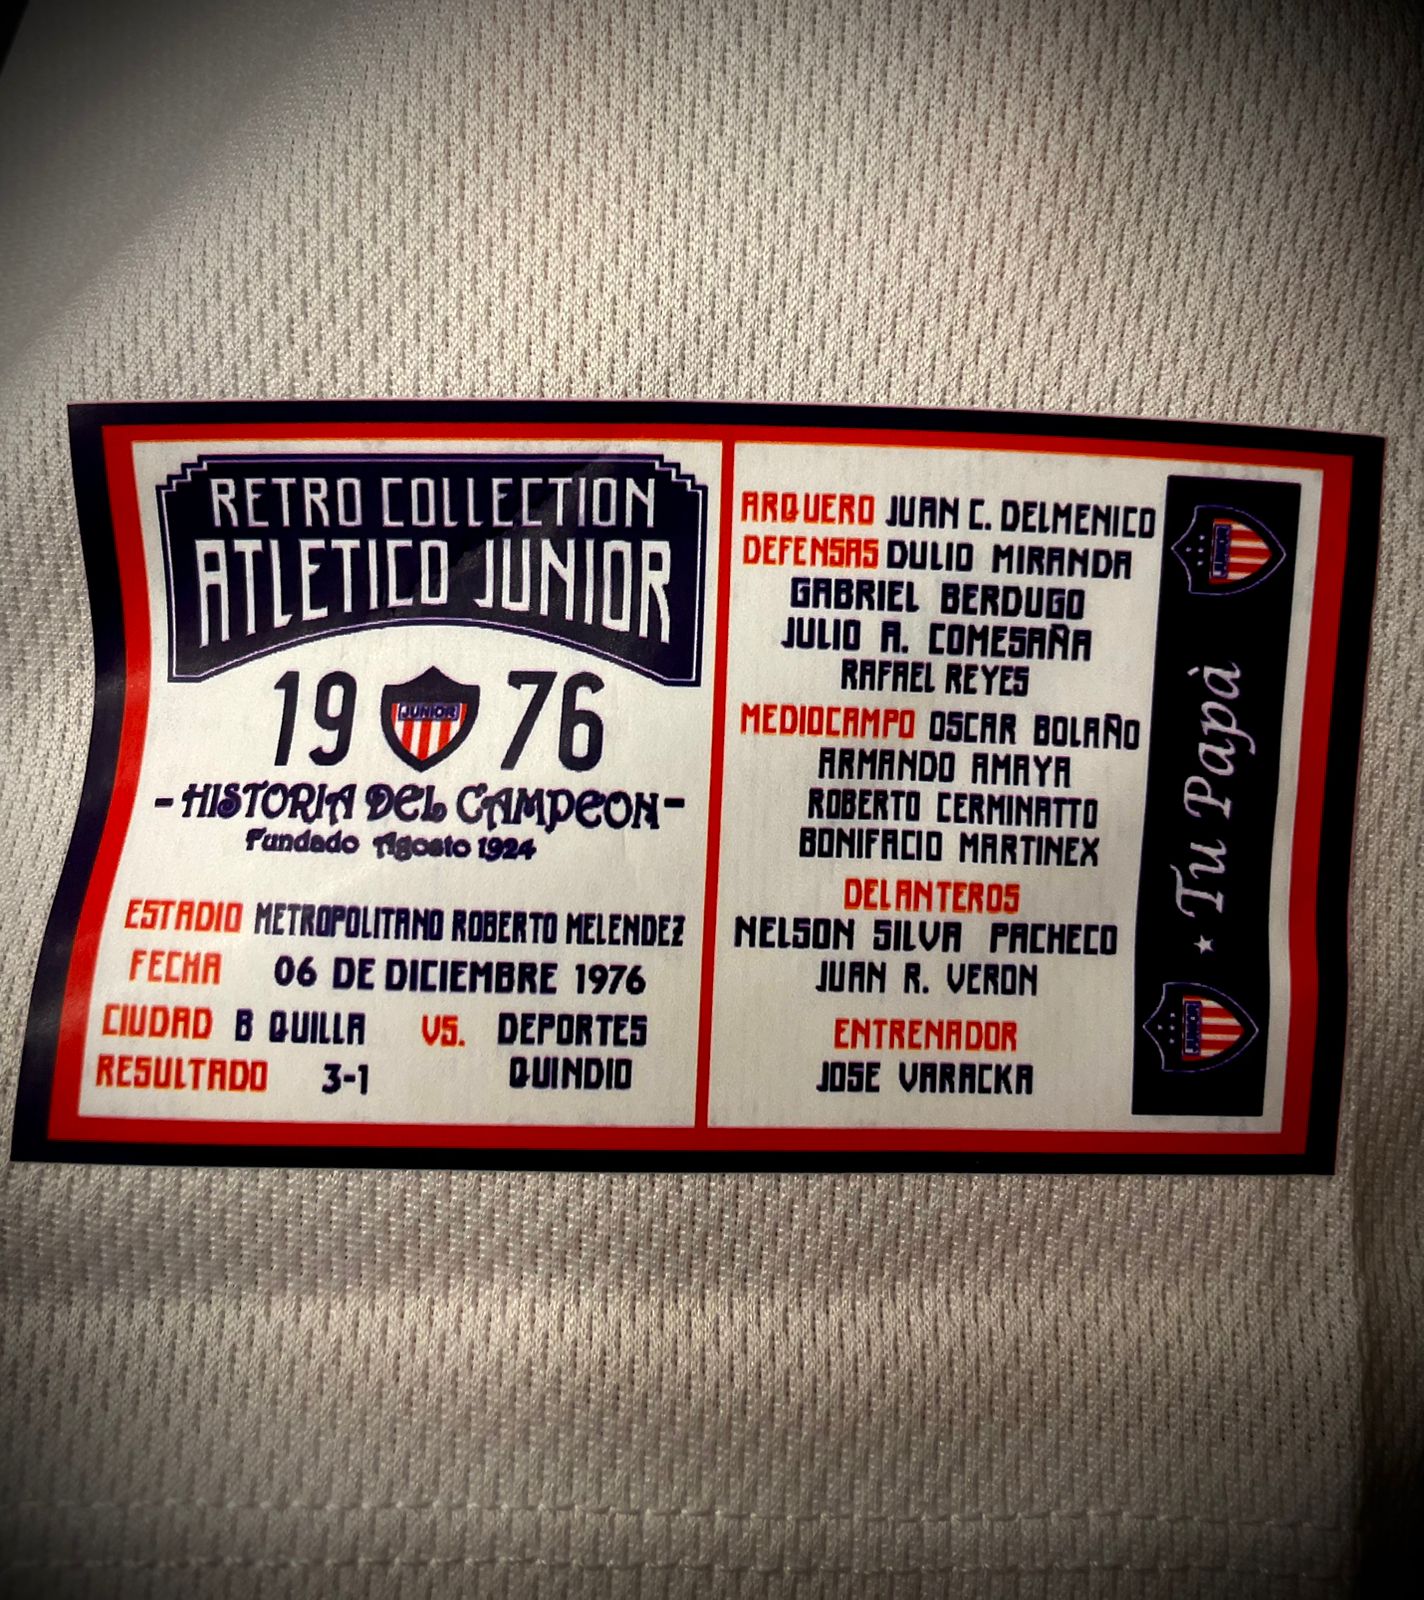 RETRO COLLECTION
ATLETICO JUNIOR
19 JUNIOR 76
-HISTORIA DEL CAMPEON-
Fundado Agosto 1924
ESTADIO METROPOLITANO ROBERTO MELENDEZ
FECHA 06 DE DICIEMBRE 1976
CIUDAD B QUILLA VS. DEPORTES
RESULTADO 3-1 QUINDIO
ARQUERO JUAN C. DELMENICO
DEFENSAS DULIO MIRANDA
GABRIEL BERDUGO
JULIO A. COMESAÑA
RAFAEL REYES
MEDIOCAMPO OSCAR BOLAÑO
ARMANDO AMAYA
ROBERTO CERMINATTO
BONIFACIO MARTINEX
DELANTEROS
NELSON SILVA PACHECO
JUAN R. VERON
ENTRENADOR
JOSE VARACKA
JUNIOR
Tu Papà
JUNIOR